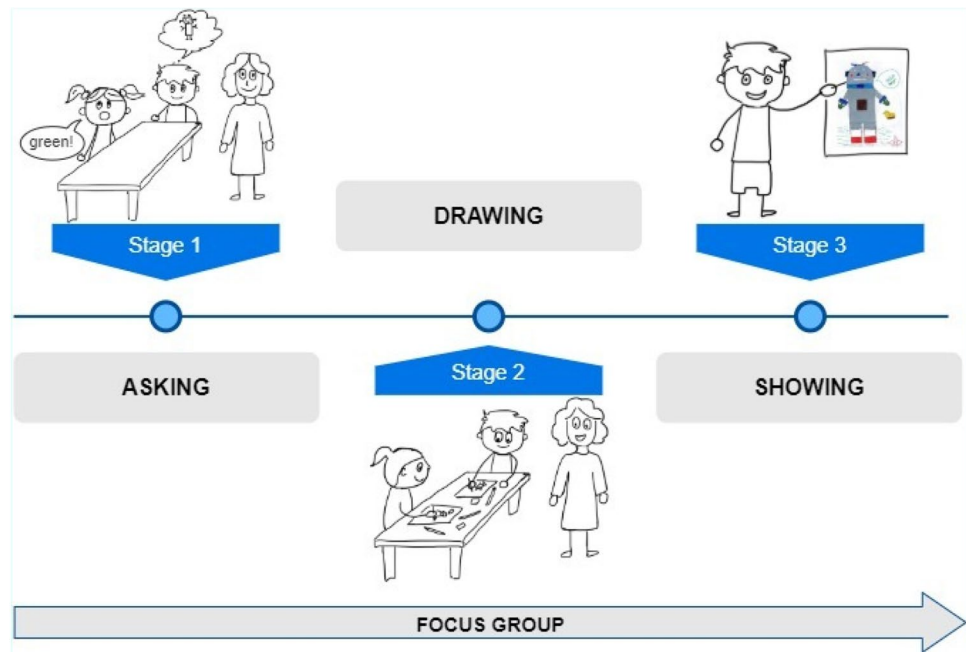 green!
DRAWING
Stage 1
Stage 3
ASKING
Stage 2
SHOWING
FOCUS GROUP